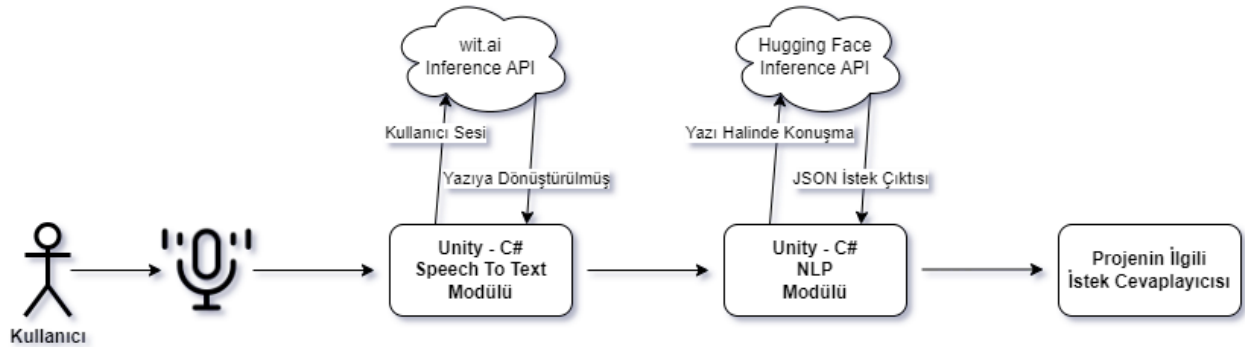 wit.ai
Inference API
Hugging Face
Inference API
Kullanıcı Sesi
Yazı Halinde Konuşma
Yazıya Dönüştürülmüş
JSON İstek Çıktısı
Unity - C#
Speech To Text
Modülü
Unity - C#
NLP
Modülü
Projenin İlgili
İstek Cevaplayıcısı
Kullanıcı